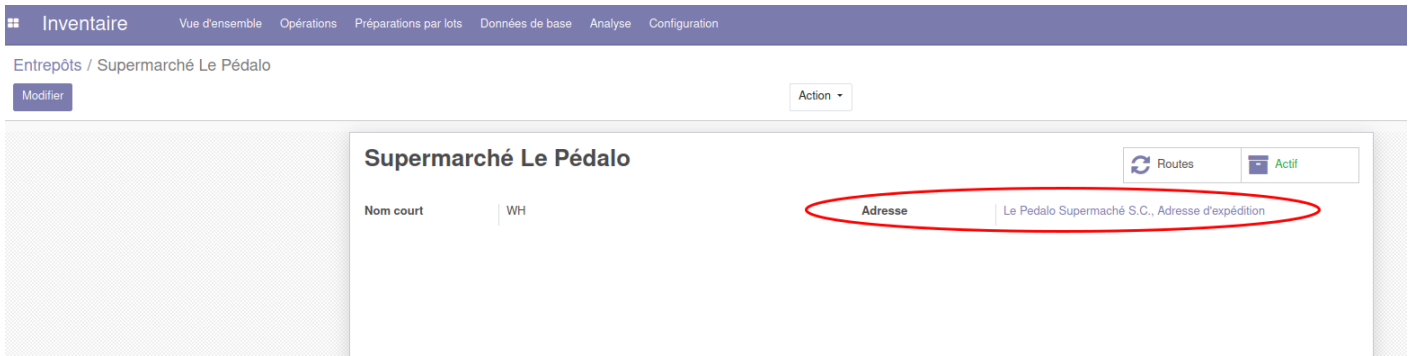 Inventaire Vue d'ensemble Opérations Préparations par lots Données de base Analyse Configuration
Entrepôts / Supermarché Le Pédalo
Modifier Action
Supermarché Le Pédalo
Routes Actif
Nom court WH Adresse Le Pedalo Supermaché S.C., Adresse d'expédition